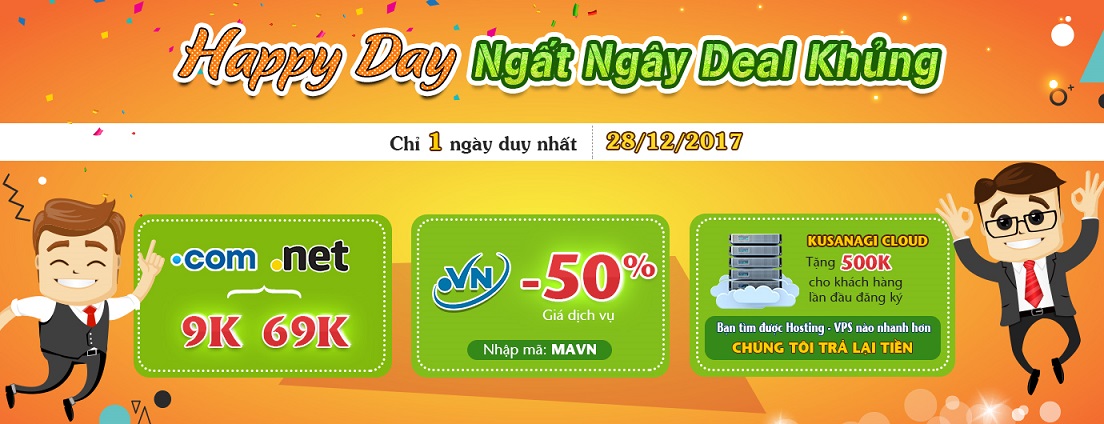 Happy Day Ngất Ngây Deal Khủng
Chỉ 1 ngày duy nhất 28/12/2017
.com .net
9K 69K
.VN -50%
Giá dịch vụ
Nhập mã: MAVN
KUSANAGI CLOUD
Tặng 500K
cho khách hàng
lần đầu đăng ký
Bạn tìm được Hosting - VPS nào nhanh hơn
CHÚNG TÔI TRẢ LẠI TIỀN